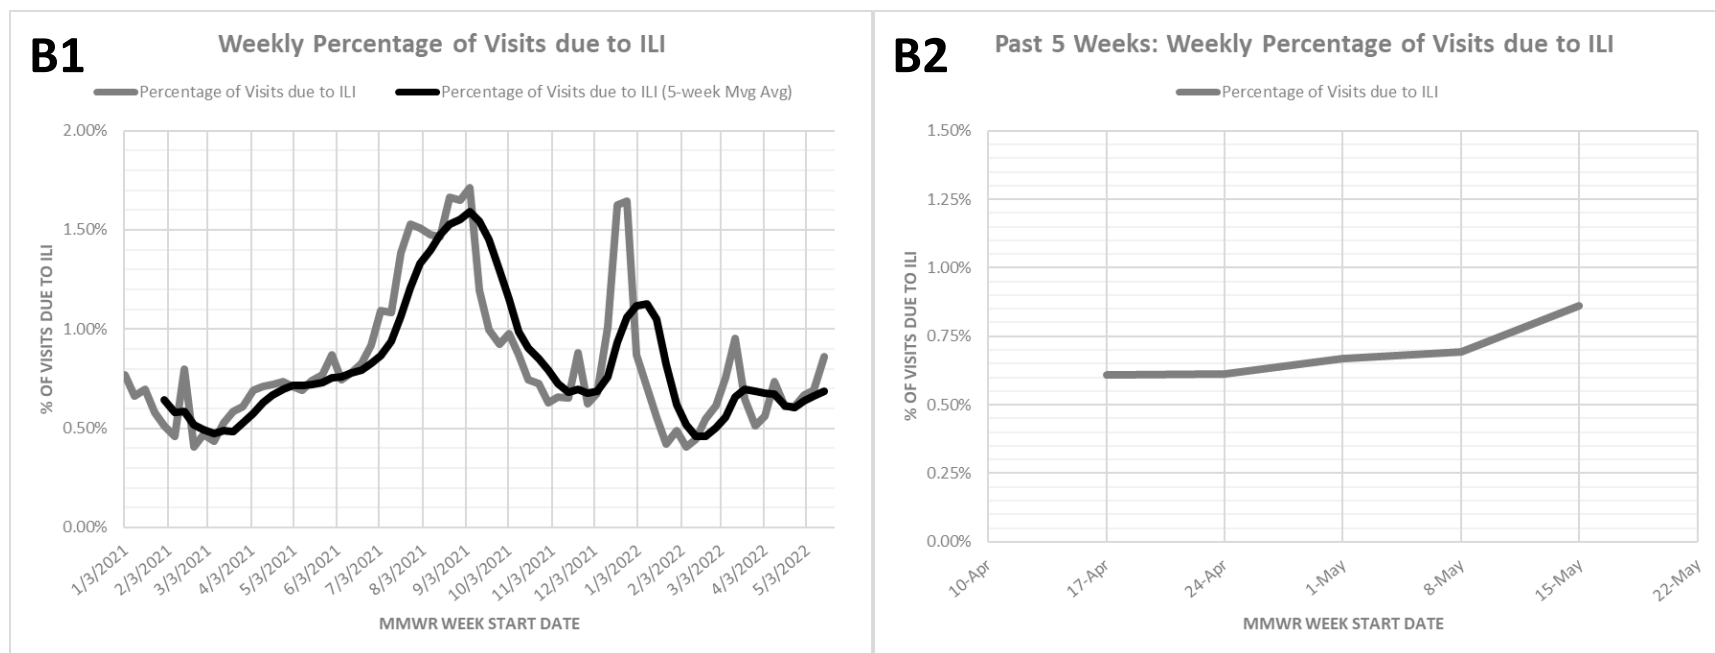 B1
Weekly Percentage of Visits due to ILI
Percentage of Visits due to ILI
Percentage of Visits due to ILI (5-week Mvg Avg)
2.00%
1.50%
1.00%
0.50%
0.00%
% OF VISITS DUE TO ILI
1/3/2021
2/3/2021
3/3/2021
4/3/2021
5/3/2021
6/3/2021
7/3/2021
8/3/2021
9/3/2021
10/3/2021
11/3/2021
12/3/2021
1/3/2022
2/3/2022
3/3/2022
4/3/2022
5/3/2022
MMWR WEEK START DATE
B2
Past 5 Weeks: Weekly Percentage of Visits due to ILI
Percentage of Visits due to ILI
1.50%
1.25%
1.00%
0.75%
0.50%
0.25%
0.00%
% OF VISITS DUE TO ILI
10-Apr
17-Apr
24-Apr
1-May
8-May
15-May
22-May
MMWR WEEK START DATE